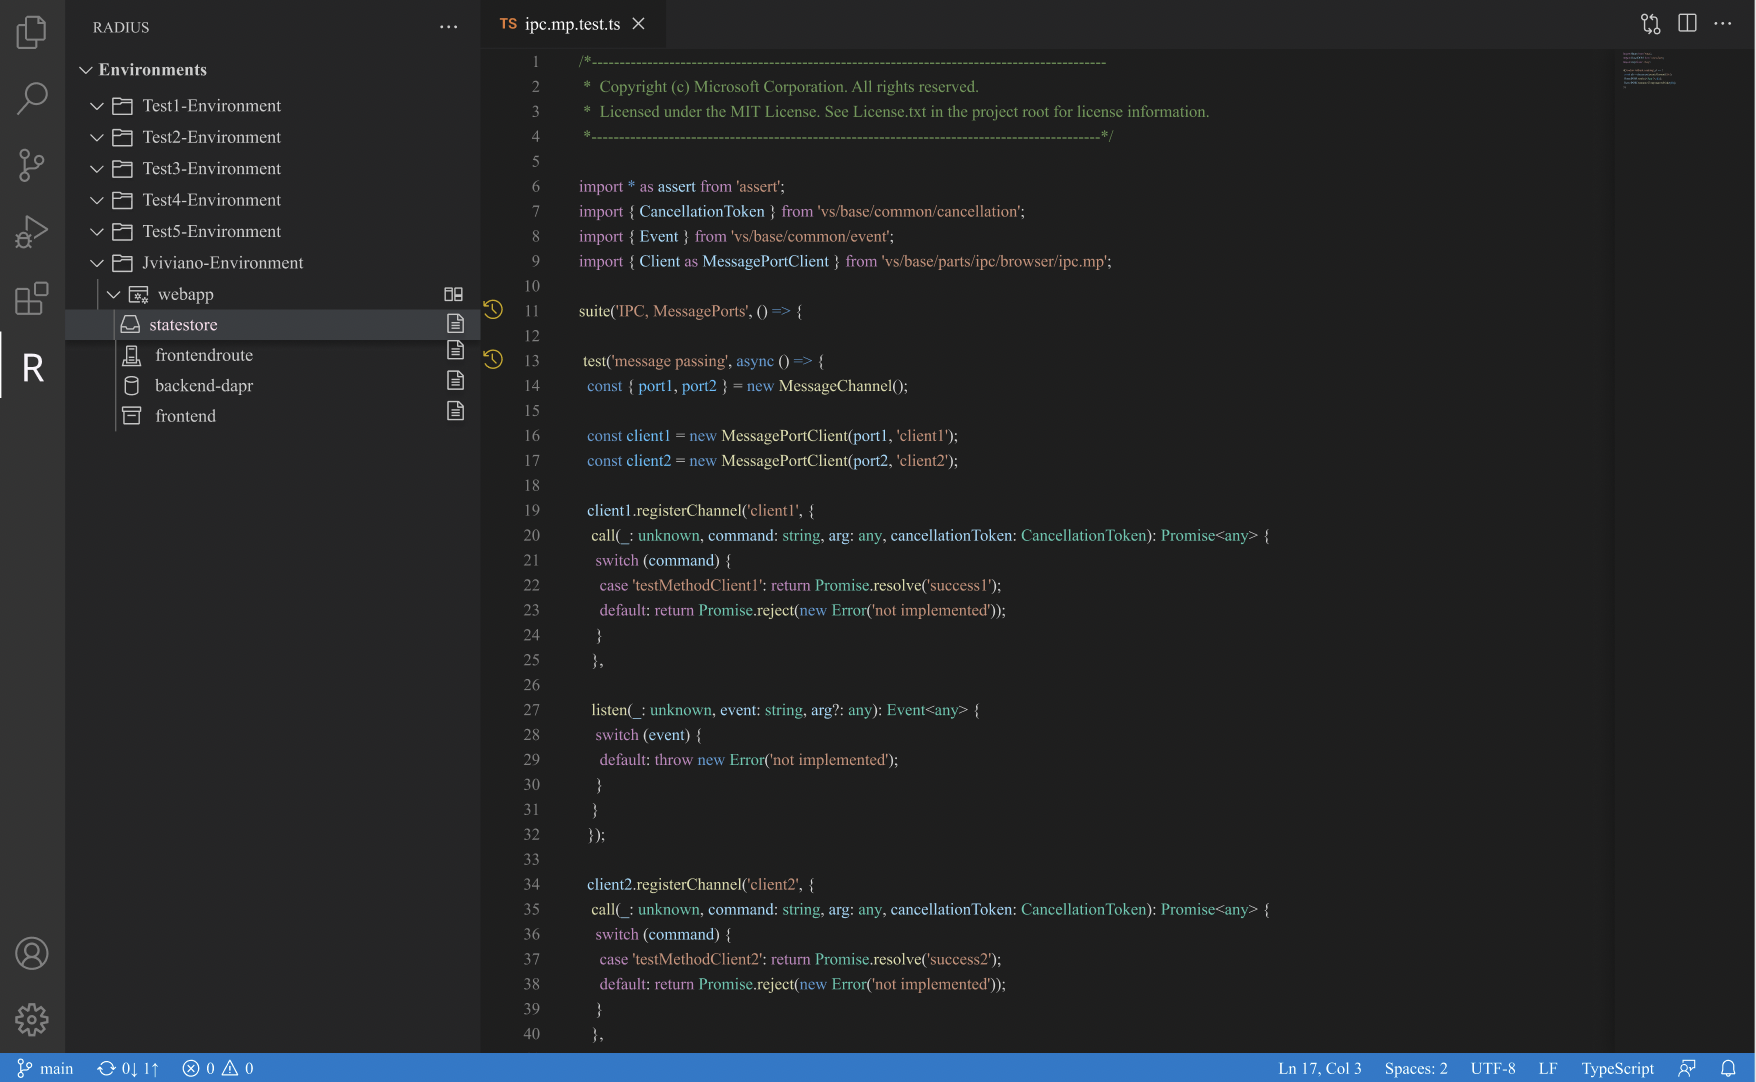 RADIUS
Environments
Test1-Environment
Test2-Environment
Test3-Environment
Test4-Environment
Test5-Environment
Jviviano-Environment
webapp
statestore
frontendroute
backend-dapr
frontend
R
TS ipc.mp.test.ts
1 /*---------------------------------------------------------------------------------------------
2 * Copyright (c) Microsoft Corporation. All rights reserved.
3 * Licensed under the MIT License. See License.txt in the project root for license information.
4 *--------------------------------------------------------------------------------------------*/
5
6 import * as assert from 'assert';
7 import { CancellationToken } from 'vs/base/common/cancellation';
8 import { Event } from 'vs/base/common/event';
9 import { Client as MessagePortClient } from 'vs/base/parts/ipc/browser/ipc.mp';
10
11 suite('IPC, MessagePorts', () => {
12
13 test('message passing', async () => {
14 const { port1, port2 } = new MessageChannel();
15
16 const client1 = new MessagePortClient(port1, 'client1');
17 const client2 = new MessagePortClient(port2, 'client2');
18
19 client1.registerChannel('client1', {
20 call(_: unknown, command: string, arg: any, cancellationToken: CancellationToken): Promise<any> {
21 switch (command) {
22 case 'testMethodClient1': return Promise.resolve('success1');
23 default: return Promise.reject(new Error('not implemented'));
24 }
25 },
26
27 listen(_: unknown, event: string, arg?: any): Event<any> {
28 switch (event) {
29 default: throw new Error('not implemented');
30 }
31 }
32 });
33
34 client2.registerChannel('client2', {
35 call(_: unknown, command: string, arg: any, cancellationToken: CancellationToken): Promise<any> {
36 switch (command) {
37 case 'testMethodClient2': return Promise.resolve('success2');
38 default: return Promise.reject(new Error('not implemented'));
39 }
40 },
main 0↓ 1↑ 0 0 Ln 17, Col 3 Spaces: 2 UTF-8 LF TypeScript